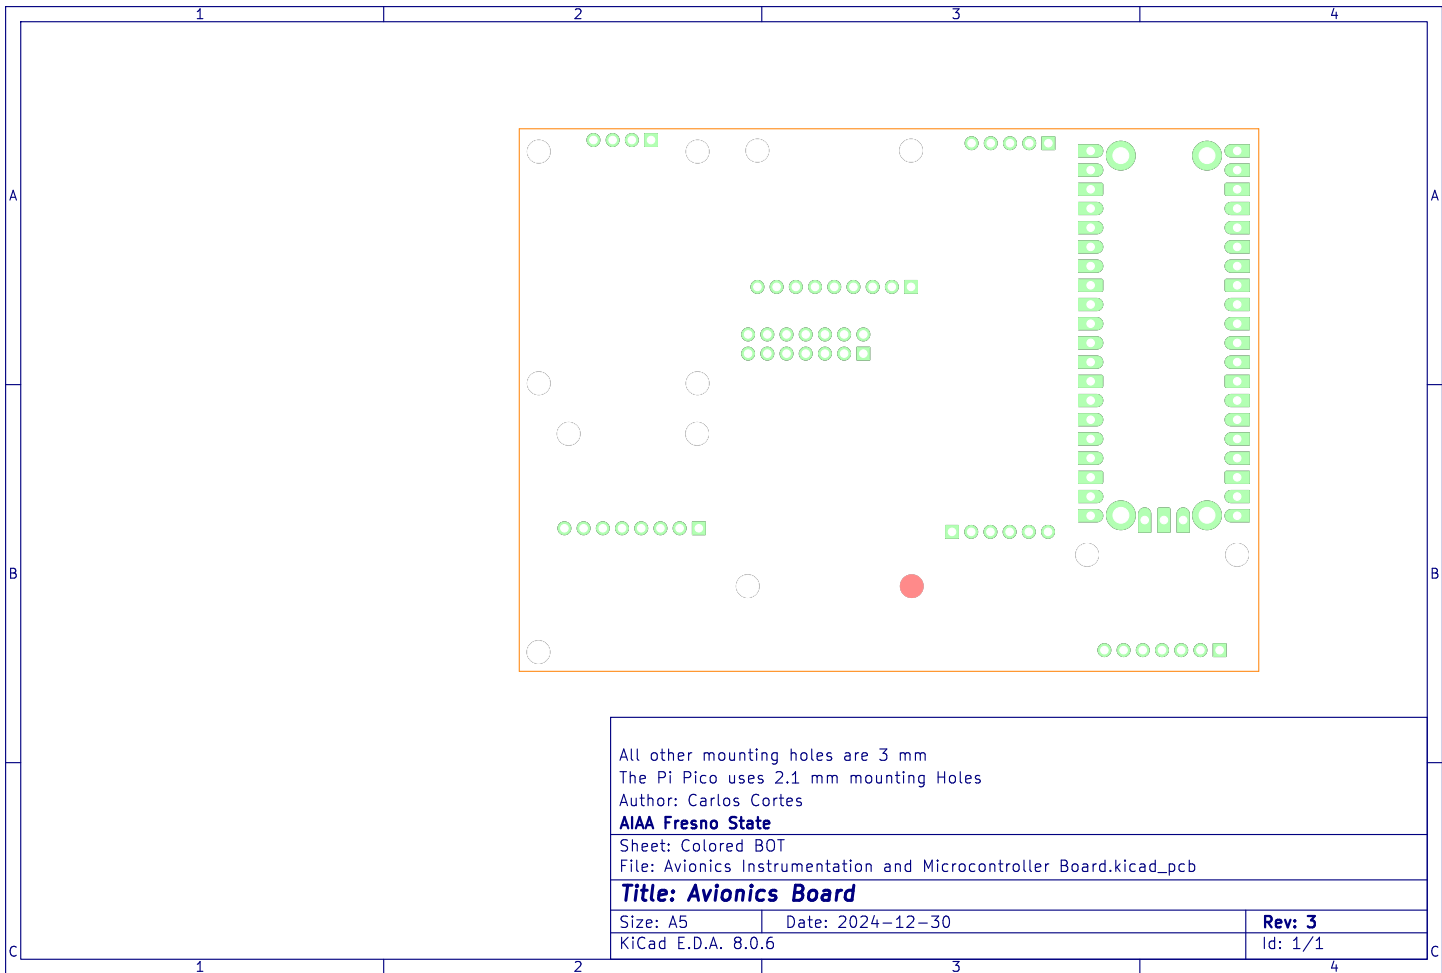 1 2 3 4
A A
B B
All other mounting holes are 3 mm
The Pi Pico uses 2.1 mm mounting Holes
Author: Carlos Cortes
AIAA Fresno State
Sheet: Colored BOT
File: Avionics Instrumentation and Microcontroller Board.kicad_pcb
Title: Avionics Board
Size: A5 Date: 2024-12-30 Rev: 3
KiCad E.D.A. 8.0.6 Id: 1/1
C C
1 2 3 4